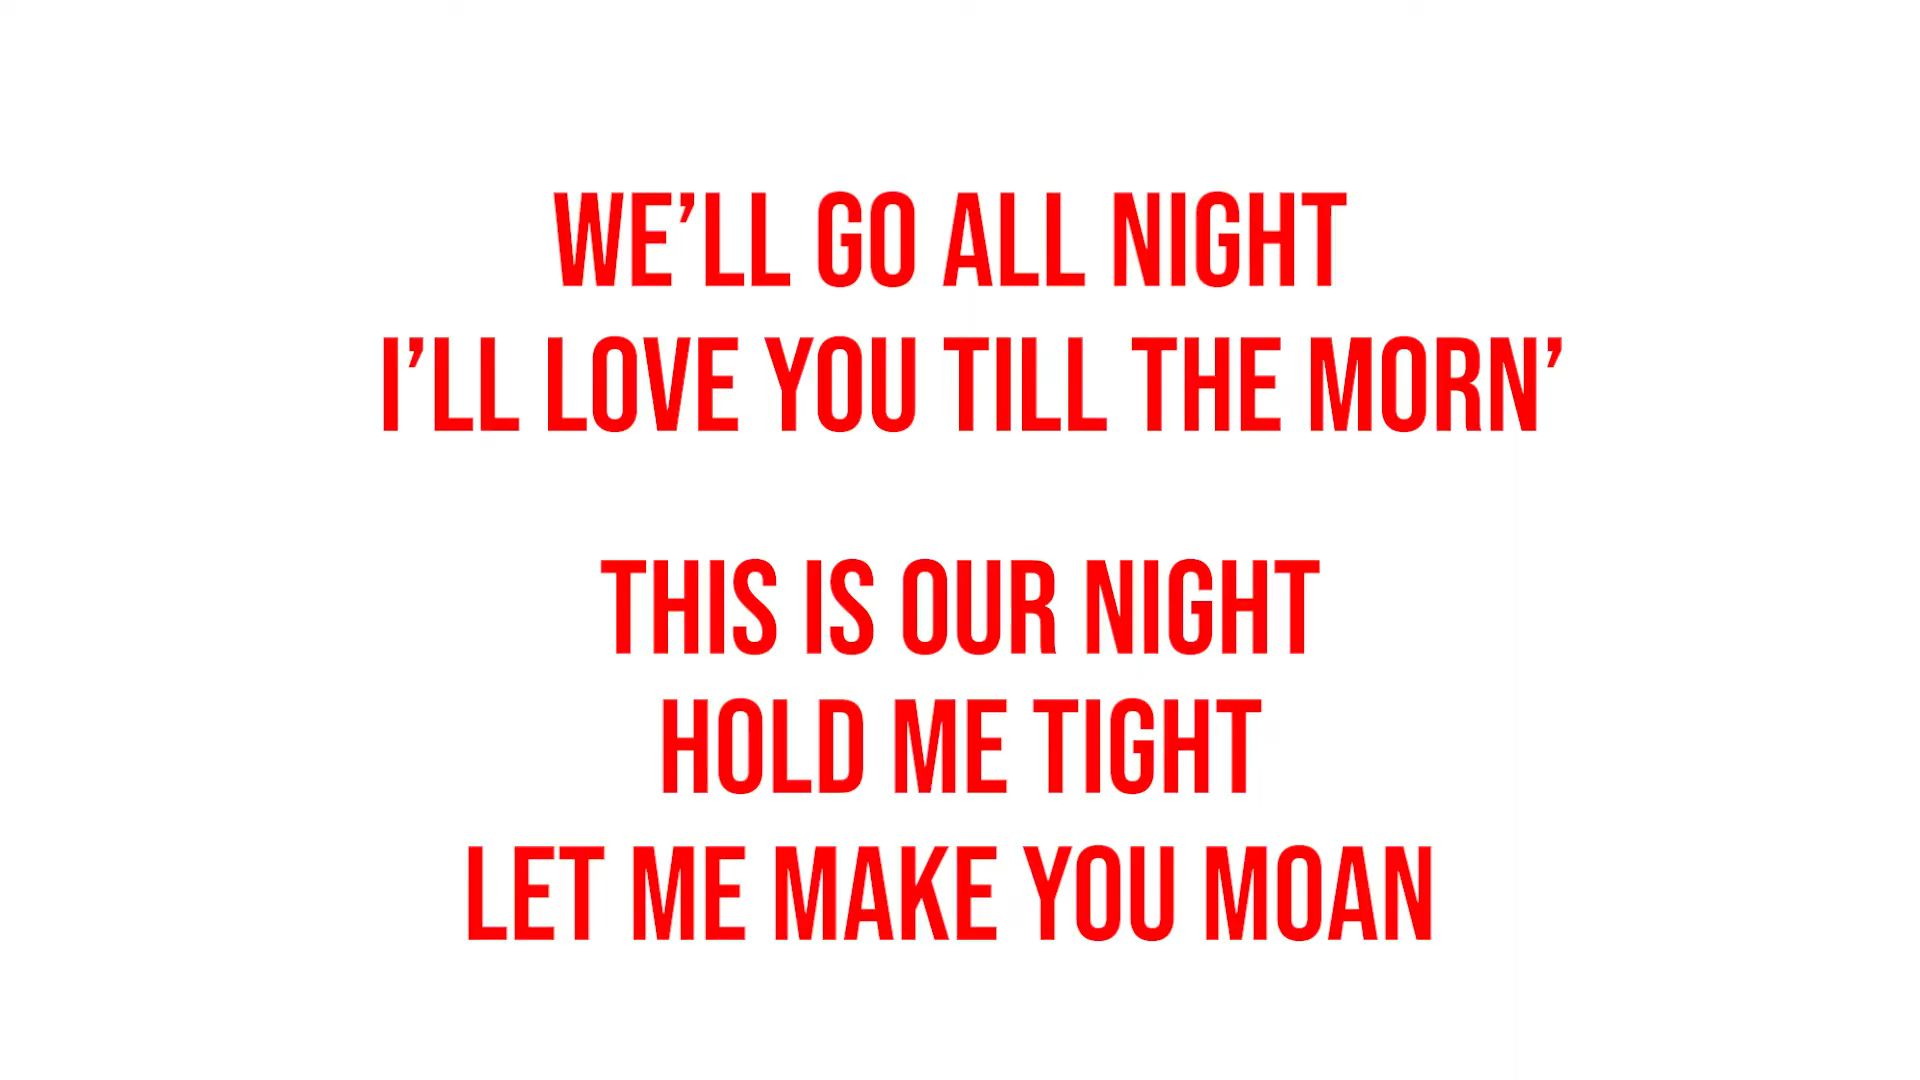 WE’LL GO ALL NIGHT
I’LL LOVE YOU TILL THE MORN’
THIS IS OUR NIGHT
HOLD ME TIGHT
LET ME MAKE YOU MOAN